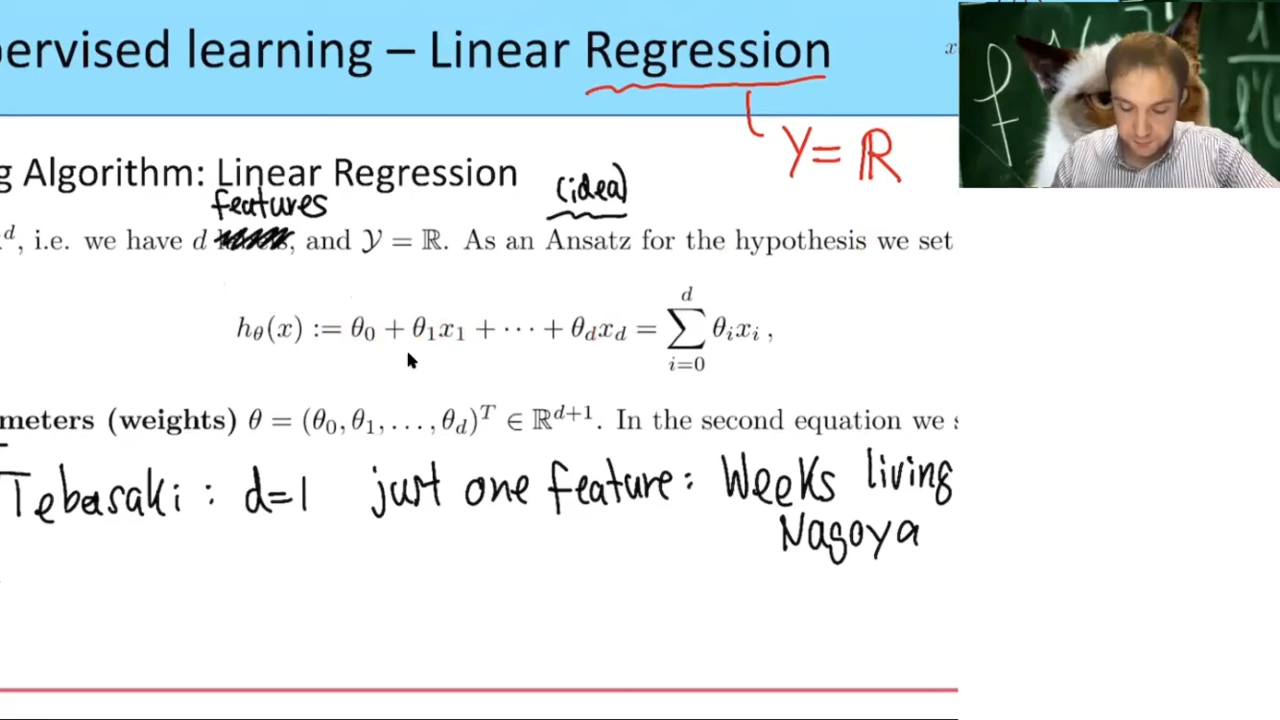 ervised learning – Linear Regression
Y = ℝ
g Algorithm: Linear Regression
features
(idea)
d, i.e. we have d, and 𝒴 = ℝ. As an Ansatz for the hypothesis we set
h_θ(x) := θ_0 + θ_1x_1 + ··· + θ_dx_d = ∑_{i=0}^{d} θ_ix_i ,
meters (weights) θ = (θ_0, θ_1, . . . , θ_d)^T ∈ ℝ^{d+1}. In the second equation we s
Tebasaki : d=1 just one feature : Weeks living
Nagoya